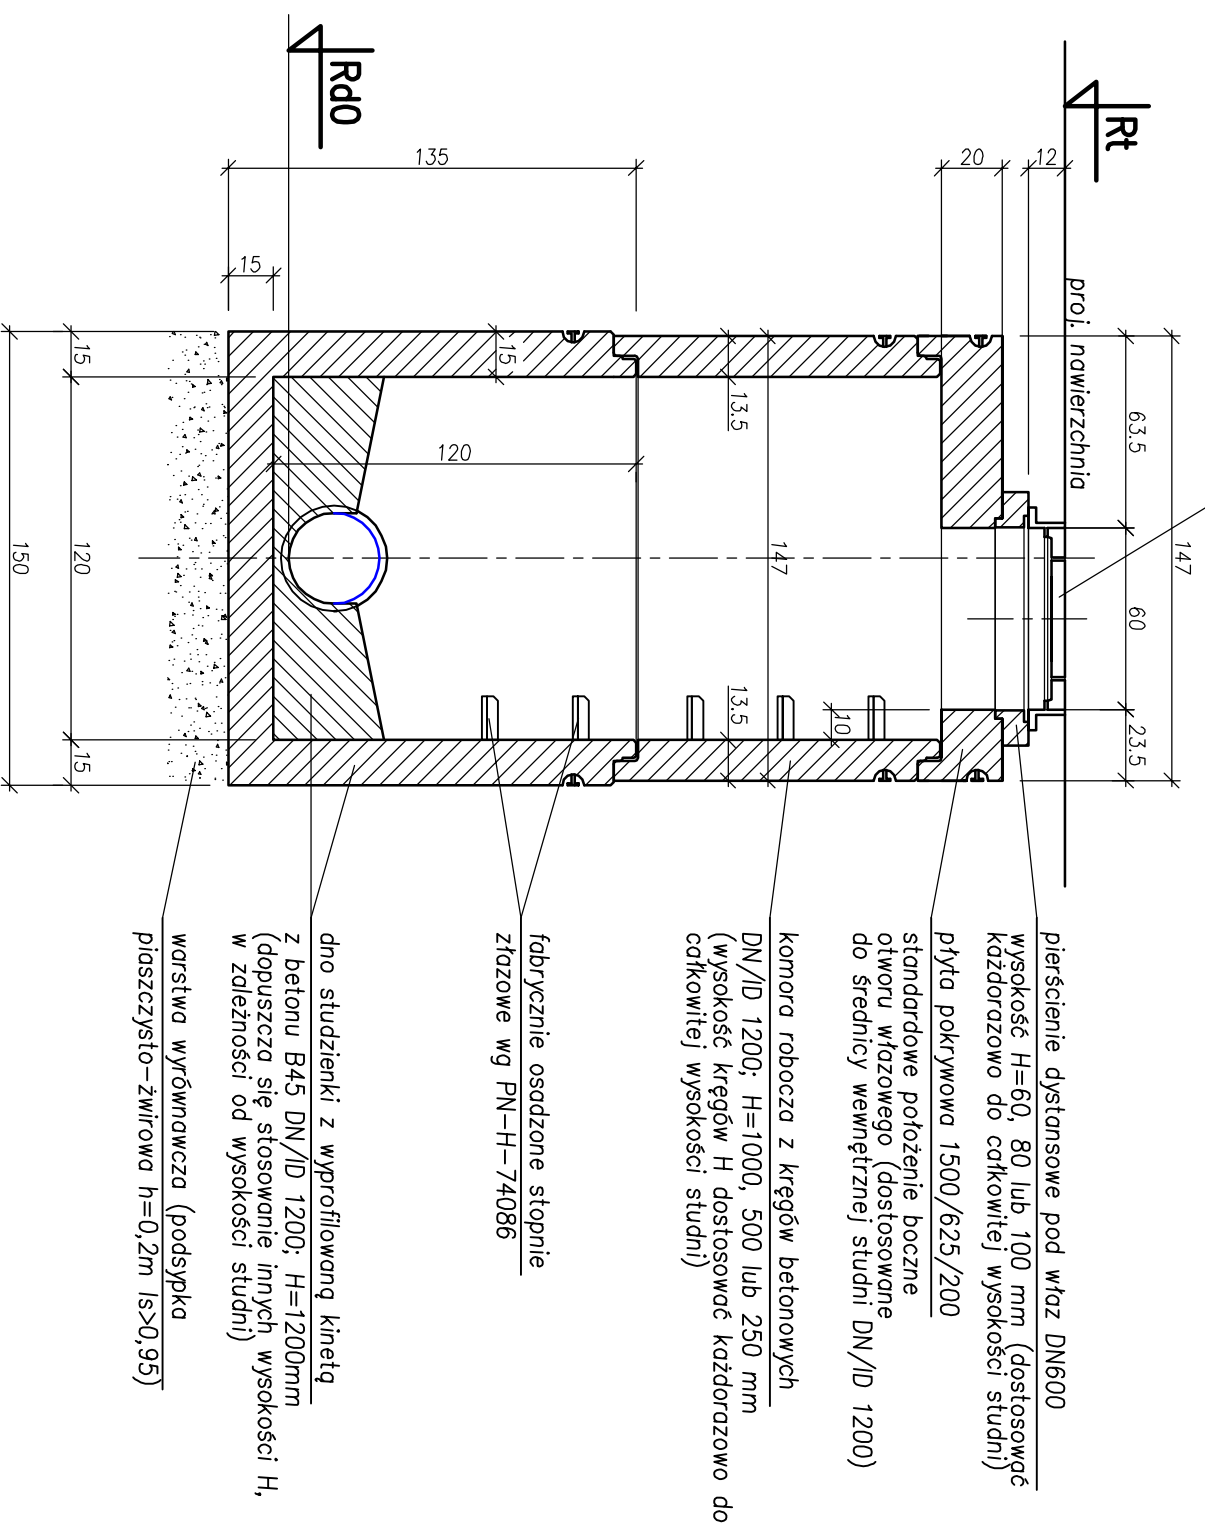 Rt
Rd0
12
20
135
15
proj. nawierzchnia
147
63.5
60
23.5
147
13.5
13.5
10
15
120
15
120
15
150
pierścienie dystansowe pod właz DN600
wysokość H=60, 80 lub 100 mm (dostosować
każdorazowo do całkowitej wysokości studni)
płyta pokrywowa 1500/625/200
standardowe położenie boczne
otworu włazowego (dostosowane
do średnicy wewnętrznej studni DN/ID 1200)
komora robocza z kręgów betonowych
DN/ID 1200; H=1000, 500 lub 250 mm
(wysokość kręgów H dostosować każdorazowo do
całkowitej wysokości studni)
fabrycznie osadzone stopnie
złazowe wg PN-H-74086
dno studzienki z wyprofilowaną kinetą
z betonu B45 DN/ID 1200; H=1200mm
(dopuszcza się stosowanie innych wysokości H,
w zależności od wysokości studni)
warstwa wyrównawcza (podsypka
piaszczysto-żwirowa h=0,2m Is>0,95)